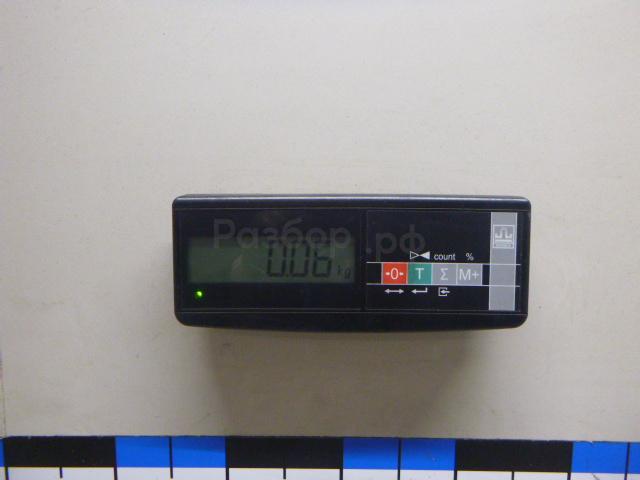 Разбор.рф
0.06 kg
count %
-0- T Σ M+